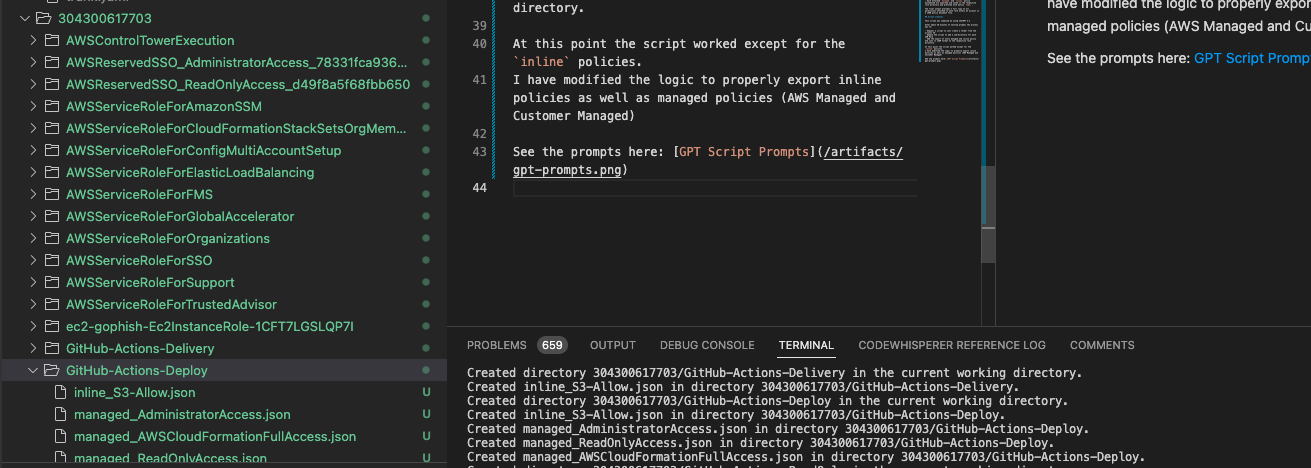 304300617703
AWSControlTowerExecution
AWSReservedSSO_AdministratorAccess_78331fca936...
AWSReservedSSO_ReadOnlyAccess_d49f8a5f68fbb650
AWSServiceRoleForAmazonSSM
AWSServiceRoleForCloudFormationStackSetsOrgMem...
AWSServiceRoleForConfigMultiAccountSetup
AWSServiceRoleForElasticLoadBalancing
AWSServiceRoleForFMS
AWSServiceRoleForGlobalAccelerator
AWSServiceRoleForOrganizations
AWSServiceRoleForSSO
AWSServiceRoleForSupport
AWSServiceRoleForTrustedAdvisor
ec2-gophish-Ec2InstanceRole-1CFT7LGSLQP7I
GitHub-Actions-Delivery
GitHub-Actions-Deploy
inline_S3-Allow.json U
managed_AdministratorAccess.json U
managed_AWSCloudFormationFullAccess.json U
managed_ReadOnlyAccess.json U
directory.
39
40 At this point the script worked except for the
`inline` policies.
41 I have modified the logic to properly export inline
policies as well as managed policies (AWS Managed and
Customer Managed)
42
43 See the prompts here: [GPT Script Prompts](/artifacts/
gpt-prompts.png)
44
have modified the logic to properly export
managed policies (AWS Managed and Cu
See the prompts here: GPT Script Promp
PROBLEMS 659 OUTPUT DEBUG CONSOLE TERMINAL CODEWHISPERER REFERENCE LOG COMMENTS
Created directory 304300617703/GitHub-Actions-Delivery in the current working directory.
Created inline_S3-Allow.json in directory 304300617703/GitHub-Actions-Delivery.
Created directory 304300617703/GitHub-Actions-Deploy in the current working directory.
Created inline_S3-Allow.json in directory 304300617703/GitHub-Actions-Deploy.
Created managed_AdministratorAccess.json in directory 304300617703/GitHub-Actions-Deploy.
Created managed_ReadOnlyAccess.json in directory 304300617703/GitHub-Actions-Deploy.
Created managed_AWSCloudFormationFullAccess.json in directory 304300617703/GitHub-Actions-Deploy.